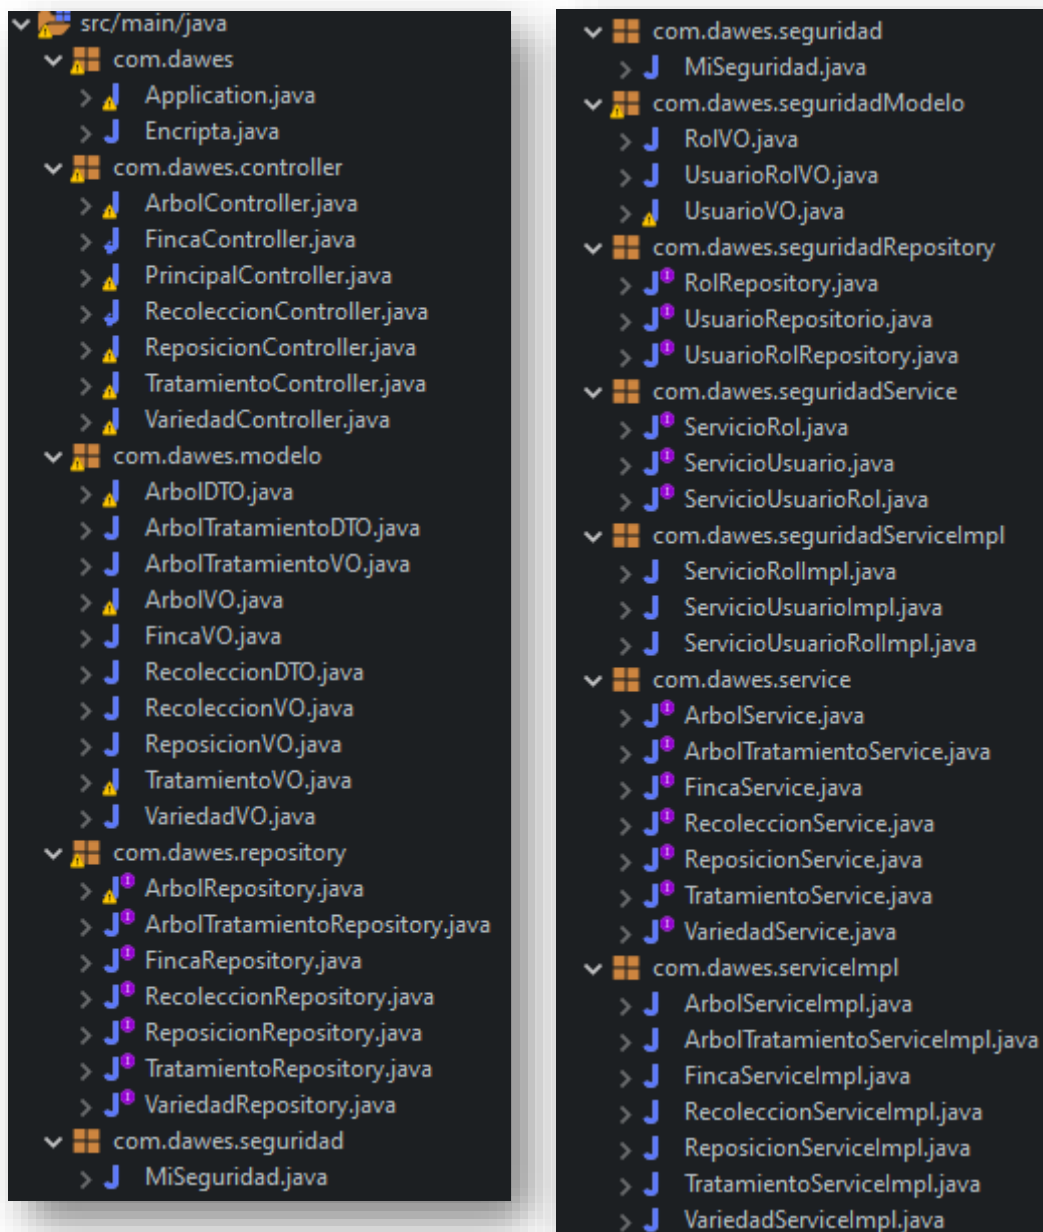 src/main/java
com.dawes
Application.java
Encripta.java
com.dawes.controller
ArbolController.java
FincaController.java
PrincipalController.java
RecoleccionController.java
ReposicionController.java
TratamientoController.java
VariedadController.java
com.dawes.modelo
ArbolDTO.java
ArbolTratamientoDTO.java
ArbolTratamientoVO.java
ArbolVO.java
FincaVO.java
RecoleccionDTO.java
RecoleccionVO.java
ReposicionVO.java
TratamientoVO.java
VariedadVO.java
com.dawes.repository
ArbolRepository.java
ArbolTratamientoRepository.java
FincaRepository.java
RecoleccionRepository.java
ReposicionRepository.java
TratamientoRepository.java
VariedadRepository.java
com.dawes.seguridad
MiSeguridad.java
com.dawes.seguridad
MiSeguridad.java
com.dawes.seguridadModelo
RolVO.java
UsuarioRolVO.java
UsuarioVO.java
com.dawes.seguridadRepository
RolRepository.java
UsuarioRepositorio.java
UsuarioRolRepository.java
com.dawes.seguridadService
ServicioRol.java
ServicioUsuario.java
ServicioUsuarioRol.java
com.dawes.seguridadServiceImpl
ServicioRolImpl.java
ServicioUsuarioImpl.java
ServicioUsuarioRolImpl.java
com.dawes.service
ArbolService.java
ArbolTratamientoService.java
FincaService.java
RecoleccionService.java
ReposicionService.java
TratamientoService.java
VariedadService.java
com.dawes.serviceImpl
ArbolServiceImpl.java
ArbolTratamientoServiceImpl.java
FincaServiceImpl.java
RecoleccionServiceImpl.java
ReposicionServiceImpl.java
TratamientoServiceImpl.java
VariedadServiceImpl.java